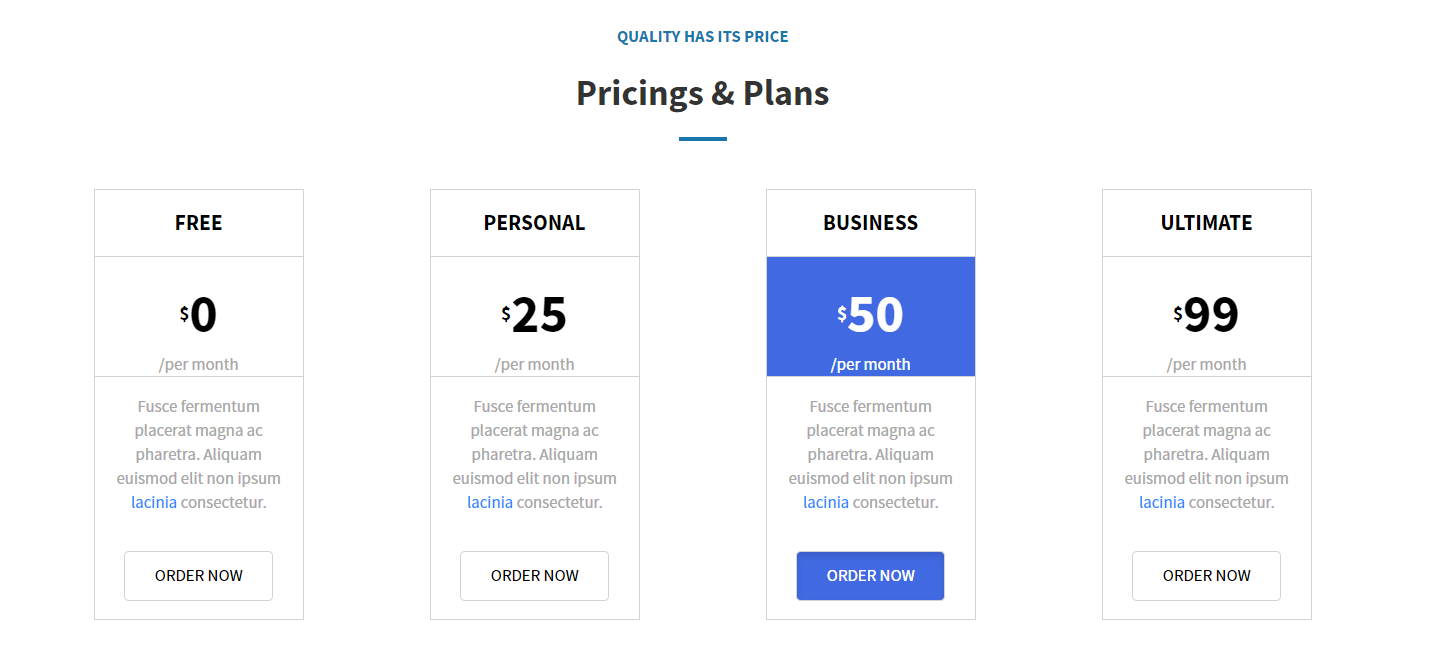 QUALITY HAS ITS PRICE
Pricings & Plans
FREE
$0
/per month
Fusce fermentum
placerat magna ac
pharetra. Aliquam
euismod elit non ipsum
lacinia consectetur.
ORDER NOW
PERSONAL
$25
/per month
Fusce fermentum
placerat magna ac
pharetra. Aliquam
euismod elit non ipsum
lacinia consectetur.
ORDER NOW
BUSINESS
$50
/per month
Fusce fermentum
placerat magna ac
pharetra. Aliquam
euismod elit non ipsum
lacinia consectetur.
ORDER NOW
ULTIMATE
$99
/per month
Fusce fermentum
placerat magna ac
pharetra. Aliquam
euismod elit non ipsum
lacinia consectetur.
ORDER NOW